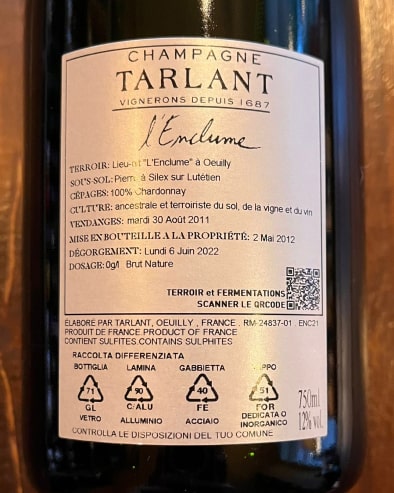 CHAMPAGNE
TARLANT
VIGNERONS DEPUIS 1687
l'Enclume
TERROIR: "L'Enclume" à Oeuilly
SOUS-SOL: à Silex sur Lutétien
CÉPAGES: 100% Chardonnay
CULTURE: ancestrale et terroiriste du sol, de la vigne et du vin
VENDANGES: mardi 30 Août 2011
MISE EN BOUTEILLE A LA PROPRIÉTÉ: 2 Mai 2012
DÉGORGEMENT: Lundi 6 Juin 2022
DOSAGE: 0g/l Brut Nature
TERROIR et FERMENTATIONS
SCANNER LE QRCODE
ÉLABORÉ PAR TARLANT, OEUILLY, FRANCE. RM-24837-01. ENC21
PRODUIT DE FRANCE. PRODUCT OF FRANCE
CONTIENT SULFITES. CONTAINS SULPHITES
RACCOLTA DIFFERENZIATA
BOTTIGLIA LAMINA GABBIETTA
71 90 40 51
GL C/ALU FE FOR
VETRO ALLUMINIO ACCIAIO DEDICATA O
INORGANICO
CONTROLLA LE DISPOSIZIONI DEL TUO COMUNE
750ml
12% vol.